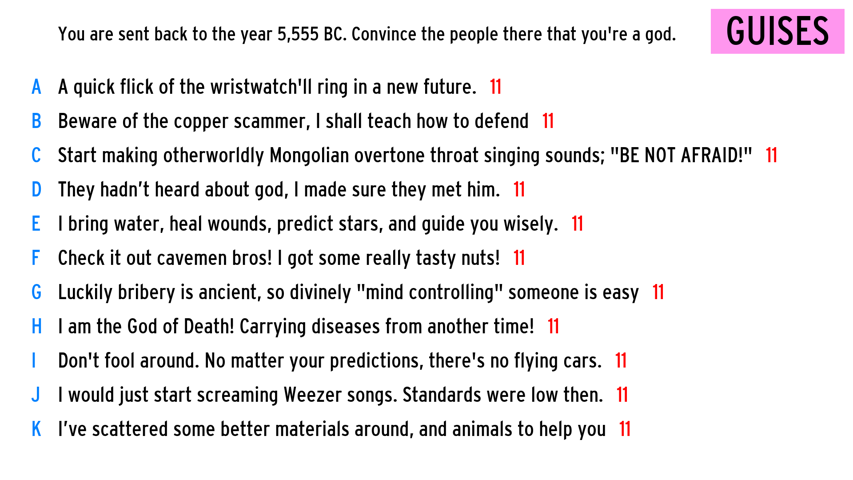 You are sent back to the year 5,555 BC. Convince the people there that you're a god.
GUISES
A A quick flick of the wristwatch'll ring in a new future. 11
B Beware of the copper scammer, I shall teach how to defend 11
C Start making otherworldly Mongolian overtone throat singing sounds; "BE NOT AFRAID!" 11
D They hadn’t heard about god, I made sure they met him. 11
E I bring water, heal wounds, predict stars, and guide you wisely. 11
F Check it out cavemen bros! I got some really tasty nuts! 11
G Luckily bribery is ancient, so divinely "mind controlling" someone is easy 11
H I am the God of Death! Carrying diseases from another time! 11
I Don't fool around. No matter your predictions, there's no flying cars. 11
J I would just start screaming Weezer songs. Standards were low then. 11
K I’ve scattered some better materials around, and animals to help you 11